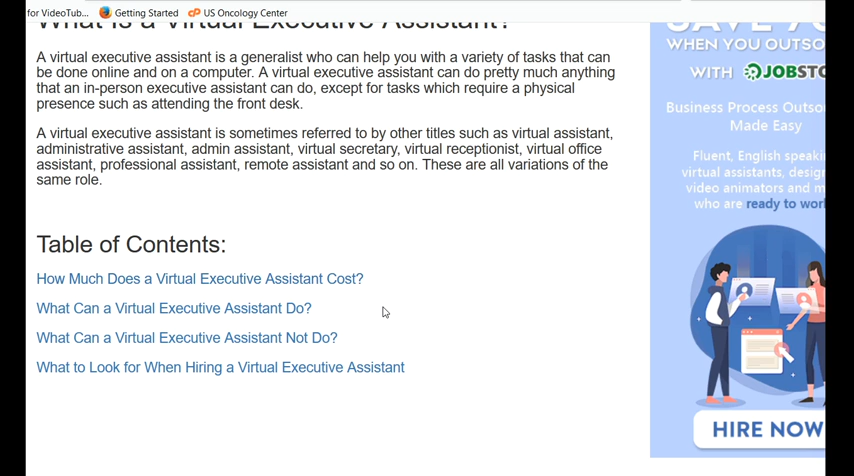 for VideoTub... Getting Started US Oncology Center
What is a Virtual Executive Assistant?
A virtual executive assistant is a generalist who can help you with a variety of tasks that can
be done online and on a computer. A virtual executive assistant can do pretty much anything
that an in-person executive assistant can do, except for tasks which require a physical
presence such as attending the front desk.
A virtual executive assistant is sometimes referred to by other titles such as virtual assistant,
administrative assistant, admin assistant, virtual secretary, virtual receptionist, virtual office
assistant, professional assistant, remote assistant and so on. These are all variations of the
same role.
Table of Contents:
How Much Does a Virtual Executive Assistant Cost?
What Can a Virtual Executive Assistant Do?
What Can a Virtual Executive Assistant Not Do?
What to Look for When Hiring a Virtual Executive Assistant
SAVE
WHEN YOU OUTSO
WITH JOBSTO
Business Process Outso
Made Easy
Fluent, English speaki
virtual assistants, desig
video animators and m
who are ready to worl
HIRE NOW